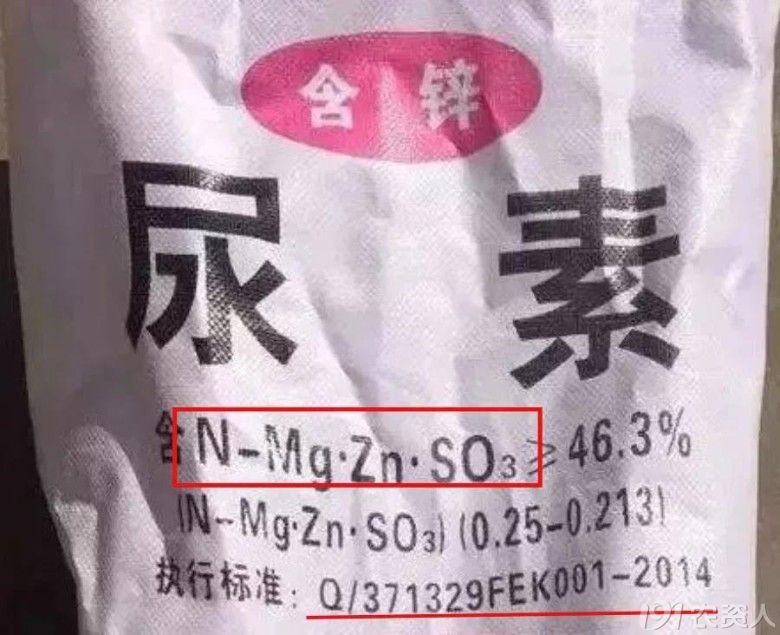 含锌
尿素
含N-Mg·Zn·SO₃≥46.3%
(N-Mg·Zn·SO₃)(0.25-0.213)
执行标准：Q/371329FEK001-2014
191农资人